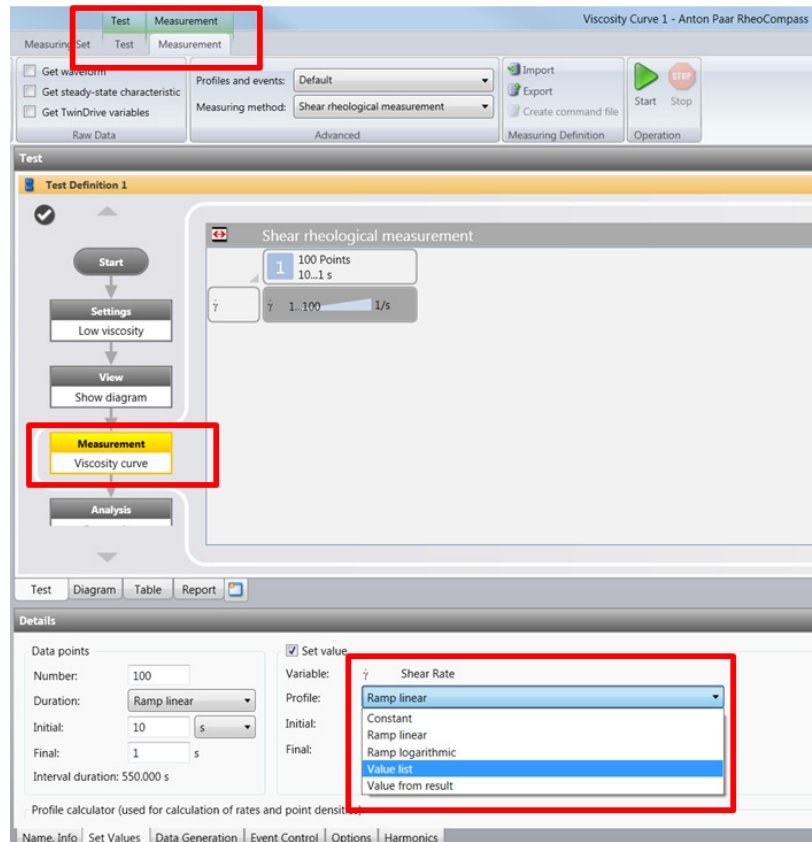 Test Measurement
Viscosity Curve 1 - Anton Paar RheoCompass
Measuring Set Test Measurement
Get waveform
Get steady-state characteristic
Get TwinDrive variables
Raw Data
Profiles and events: Default
Measuring method: Shear rheological measurement
Advanced
Import
Export
Create command file
Measuring Definition
STOP
Start Stop
Operation
Test
Test Definition 1
Start
Settings
Low viscosity
View
Show diagram
Measurement
Viscosity curve
Analysis
Shear rheological measurement
1 100 Points
10...1 s
γ̇ γ̇ 1..100 1/s
Test Diagram Table Report
Details
Data points
Number: 100
Duration: Ramp linear
Initial: 10 s
Final: 1 s
Interval duration: 550.000 s
Set value
Variable: γ̇ Shear Rate
Profile: Ramp linear
Initial:
Final:
Constant
Ramp linear
Ramp logarithmic
Value list
Value from result
Profile calculator (used for calculation of rates and point densities)
Name, Info Set Values Data Generation Event Control Options Harmonics